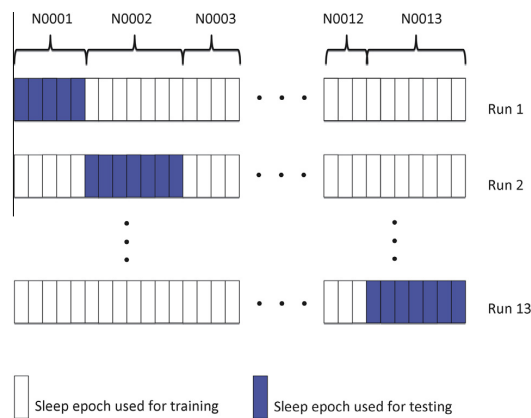 N0001 N0002 N0003 N0012 N0013
Run 1
Run 2
Run 13
Sleep epoch used for training Sleep epoch used for testing